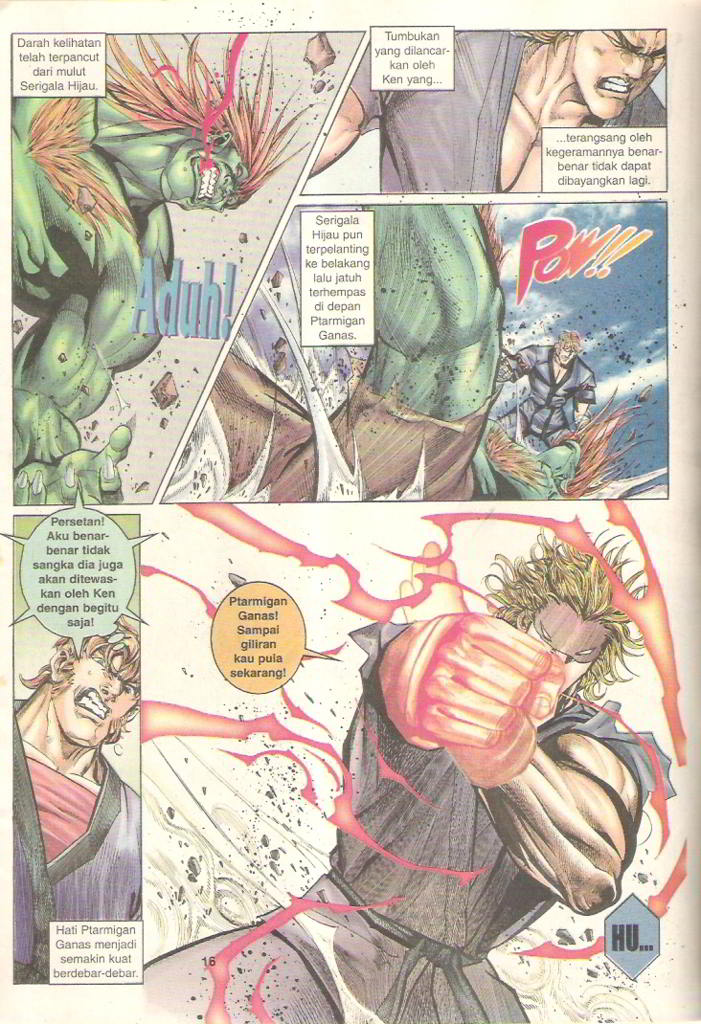 Darah kelihatan
telah terpancut
dari mulut
Serigala Hijau.
Tumbukan
yang dilancar-
kan oleh
Ken yang...
...terangsang oleh
kegeramannya benar-
benar tidak dapat
dibayangkan lagi.
Aduh!
Serigala
Hijau pun
terpelanting
ke belakang
lalu jatuh
terhempas
di depan
Ptarmigan
Ganas.
POW!!
Persetan!
Aku benar-
benar tidak
sangka dia juga
akan ditewas-
kan oleh Ken
dengan begitu
saja!
Ptarmigan
Ganas!
Sampai
giliran
kau pula
sekarang!
Hati Ptarmigan
Ganas menjadi
semakin kuat
berdebar-debar.
HU...
16